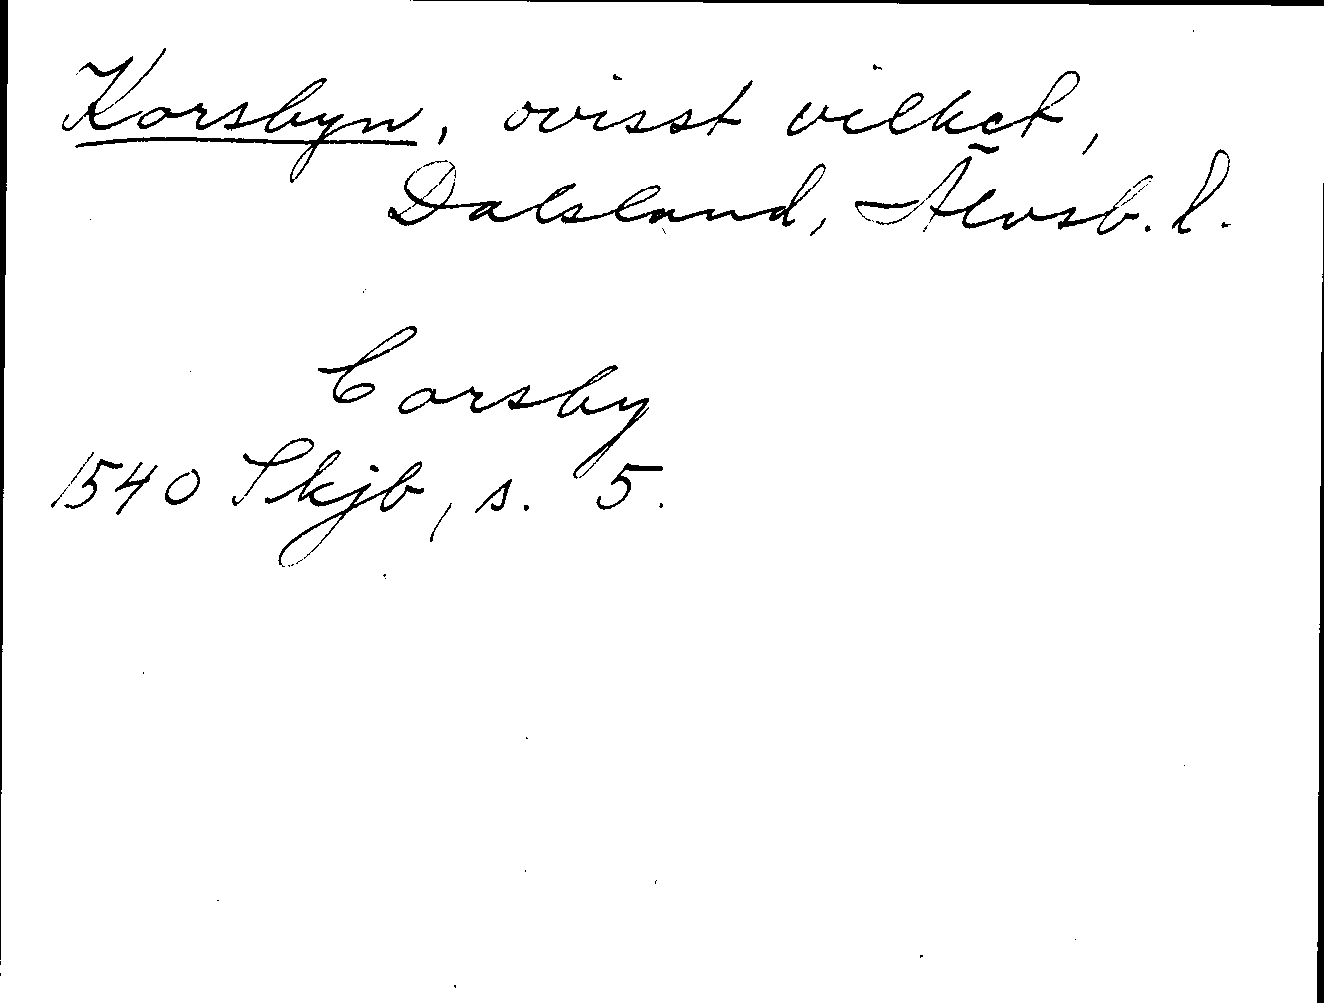 Korsbyn, ovisst vilket,
Dalsland, Älvsb. l.
Corsby
1540 Skjb, s. 5.